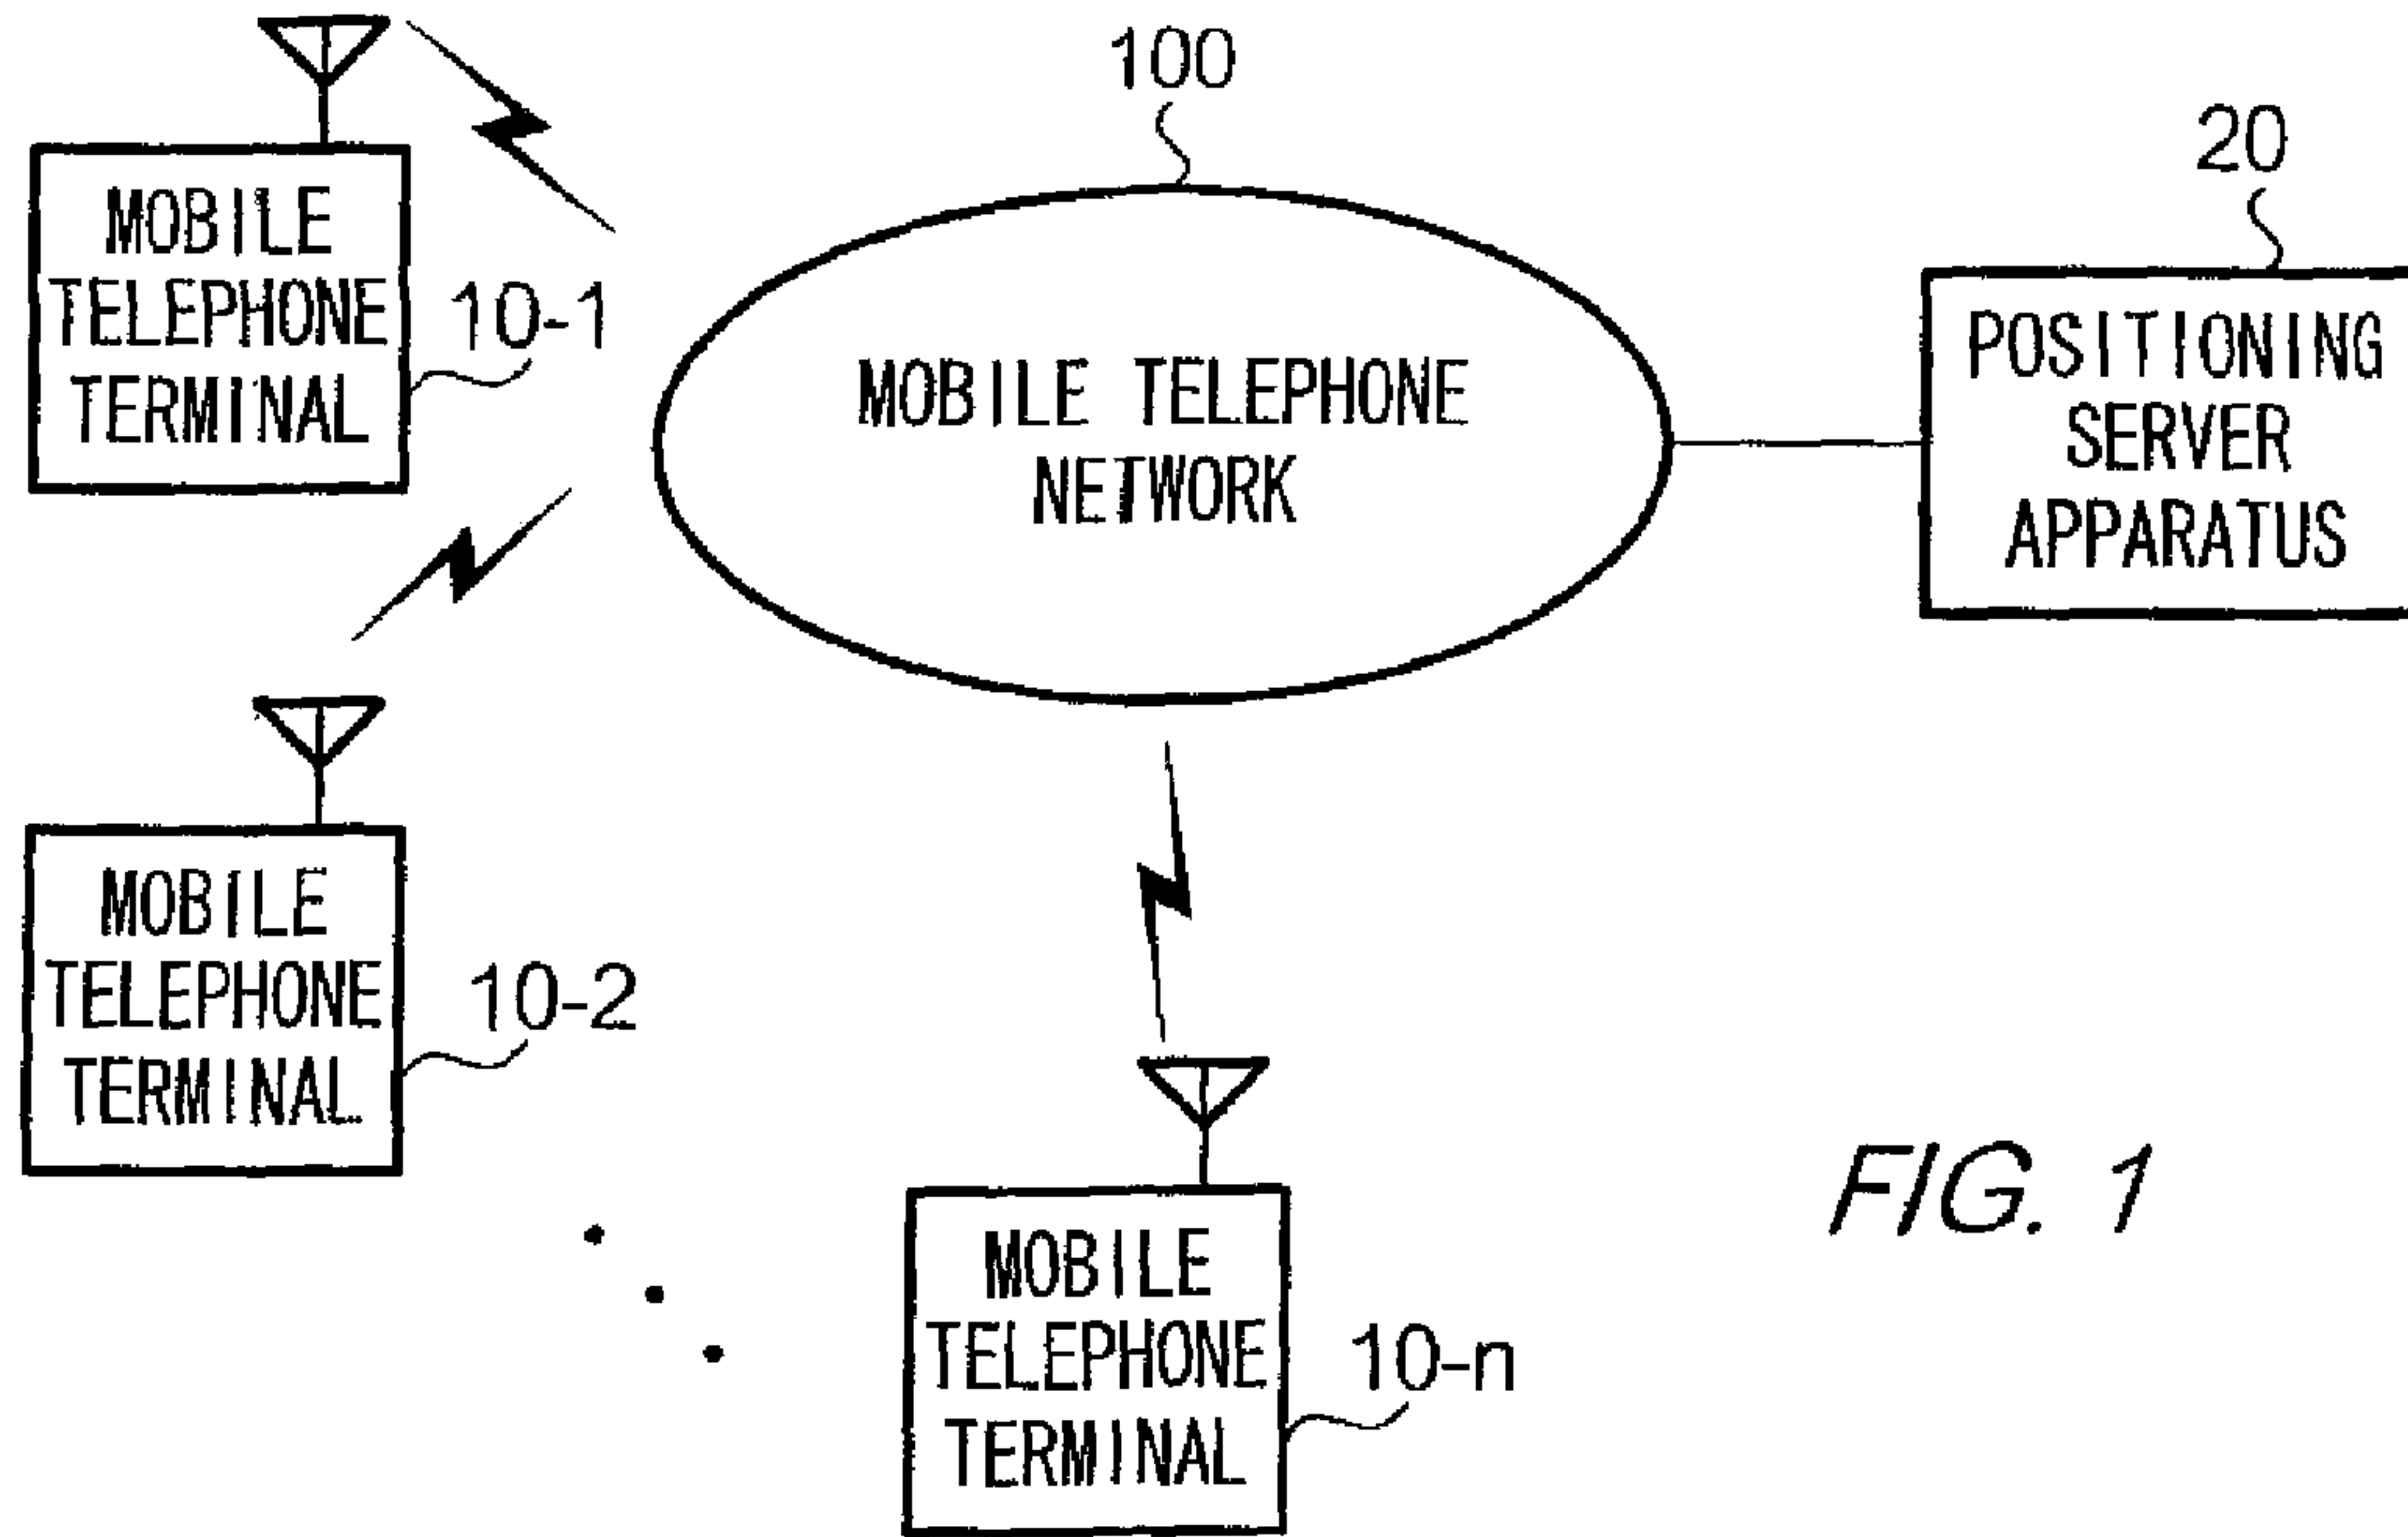 100
20
MOBILE
TELEPHONE
TERMINAL
10-1
MOBILE TELEPHONE
NETWORK
POSITIONING
SERVER
APPARATUS
MOBILE
TELEPHONE
TERMINAL
10-2
MOBILE
TELEPHONE
TERMINAL
10-n
FIG. 1